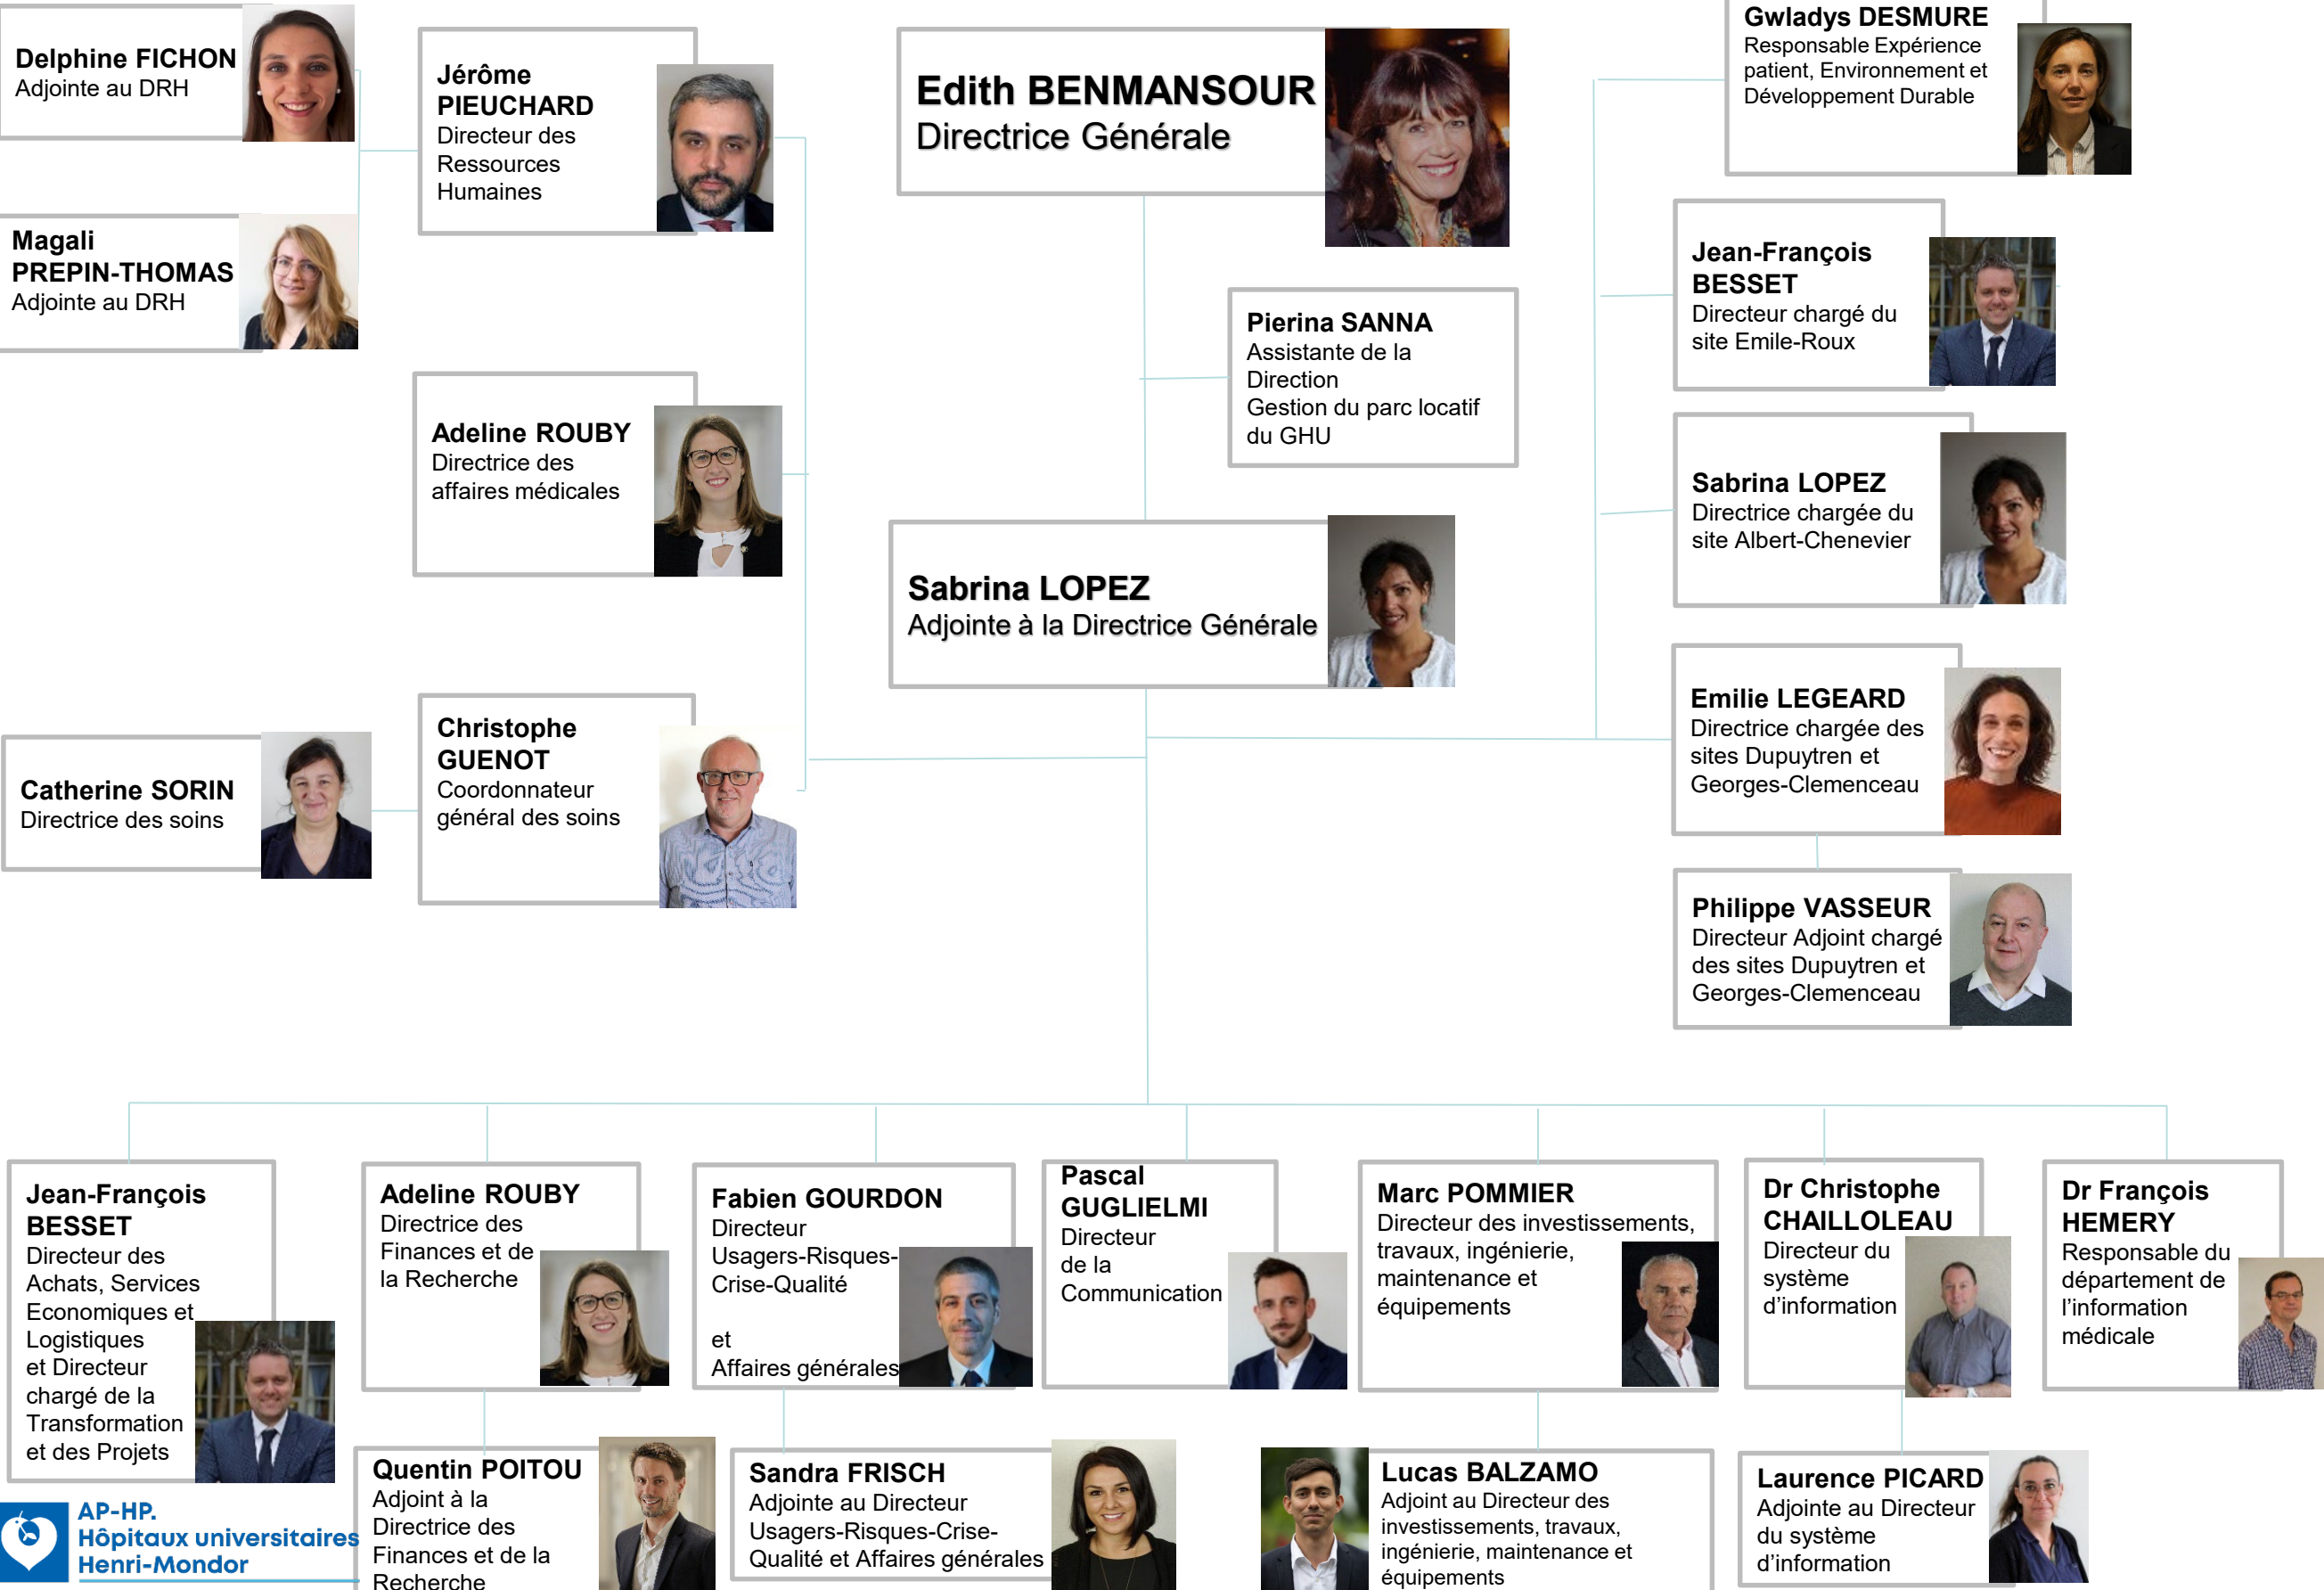 Delphine FICHON
Adjointe au DRH
Jérôme
PIEUCHARD
Directeur des
Ressources
Humaines
Edith BENMANSOUR
Directrice Générale
Gwladys DESMURE
Responsable Expérience
patient, Environnement et
Développement Durable
Magali
PREPIN-THOMAS
Adjointe au DRH
Jean-François
BESSET
Directeur chargé du
site Emile-Roux
Pierina SANNA
Assistante de la
Direction
Gestion du parc locatif
du GHU
Adeline ROUBY
Directrice des
affaires médicales
Sabrina LOPEZ
Directrice chargée du
site Albert-Chenevier
Sabrina LOPEZ
Adjointe à la Directrice Générale
Emilie LEGEARD
Directrice chargée des
sites Dupuytren et
Georges-Clemenceau
Christophe
GUENOT
Coordonnateur
général des soins
Catherine SORIN
Directrice des soins
Philippe VASSEUR
Directeur Adjoint chargé
des sites Dupuytren et
Georges-Clemenceau
Jean-François
BESSET
Directeur des
Achats, Services
Economiques et
Logistiques
et Directeur
chargé de la
Transformation
et des Projets
Adeline ROUBY
Directrice des
Finances et de
la Recherche
Fabien GOURDON
Directeur
Usagers-Risques-
Crise-Qualité
et
Affaires générales
Pascal
GUGLIELMI
Directeur
de la
Communication
Marc POMMIER
Directeur des investissements,
travaux, ingénierie,
maintenance et
équipements
Dr Christophe
CHAILLOLEAU
Directeur du
système
d’information
Dr François
HEMERY
Responsable du
département de
l’information
médicale
Quentin POITOU
Adjoint à la
Directrice des
Finances et de la
Recherche
Sandra FRISCH
Adjointe au Directeur
Usagers-Risques-Crise-
Qualité et Affaires générales
Lucas BALZAMO
Adjoint au Directeur des
investissements, travaux,
ingénierie, maintenance et
équipements
Laurence PICARD
Adjointe au Directeur
du système
d’information
AP-HP.
Hôpitaux universitaires
Henri-Mondor